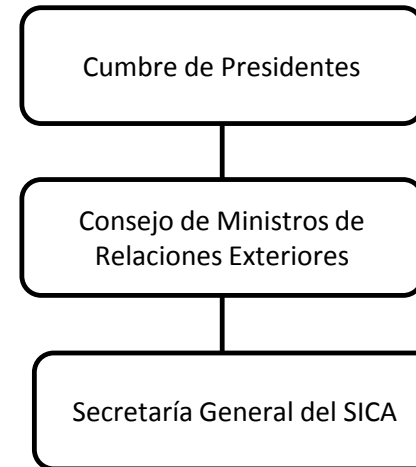 Cumbre de Presidentes
Consejo de Ministros de
Relaciones Exteriores
Secretaría General del SICA